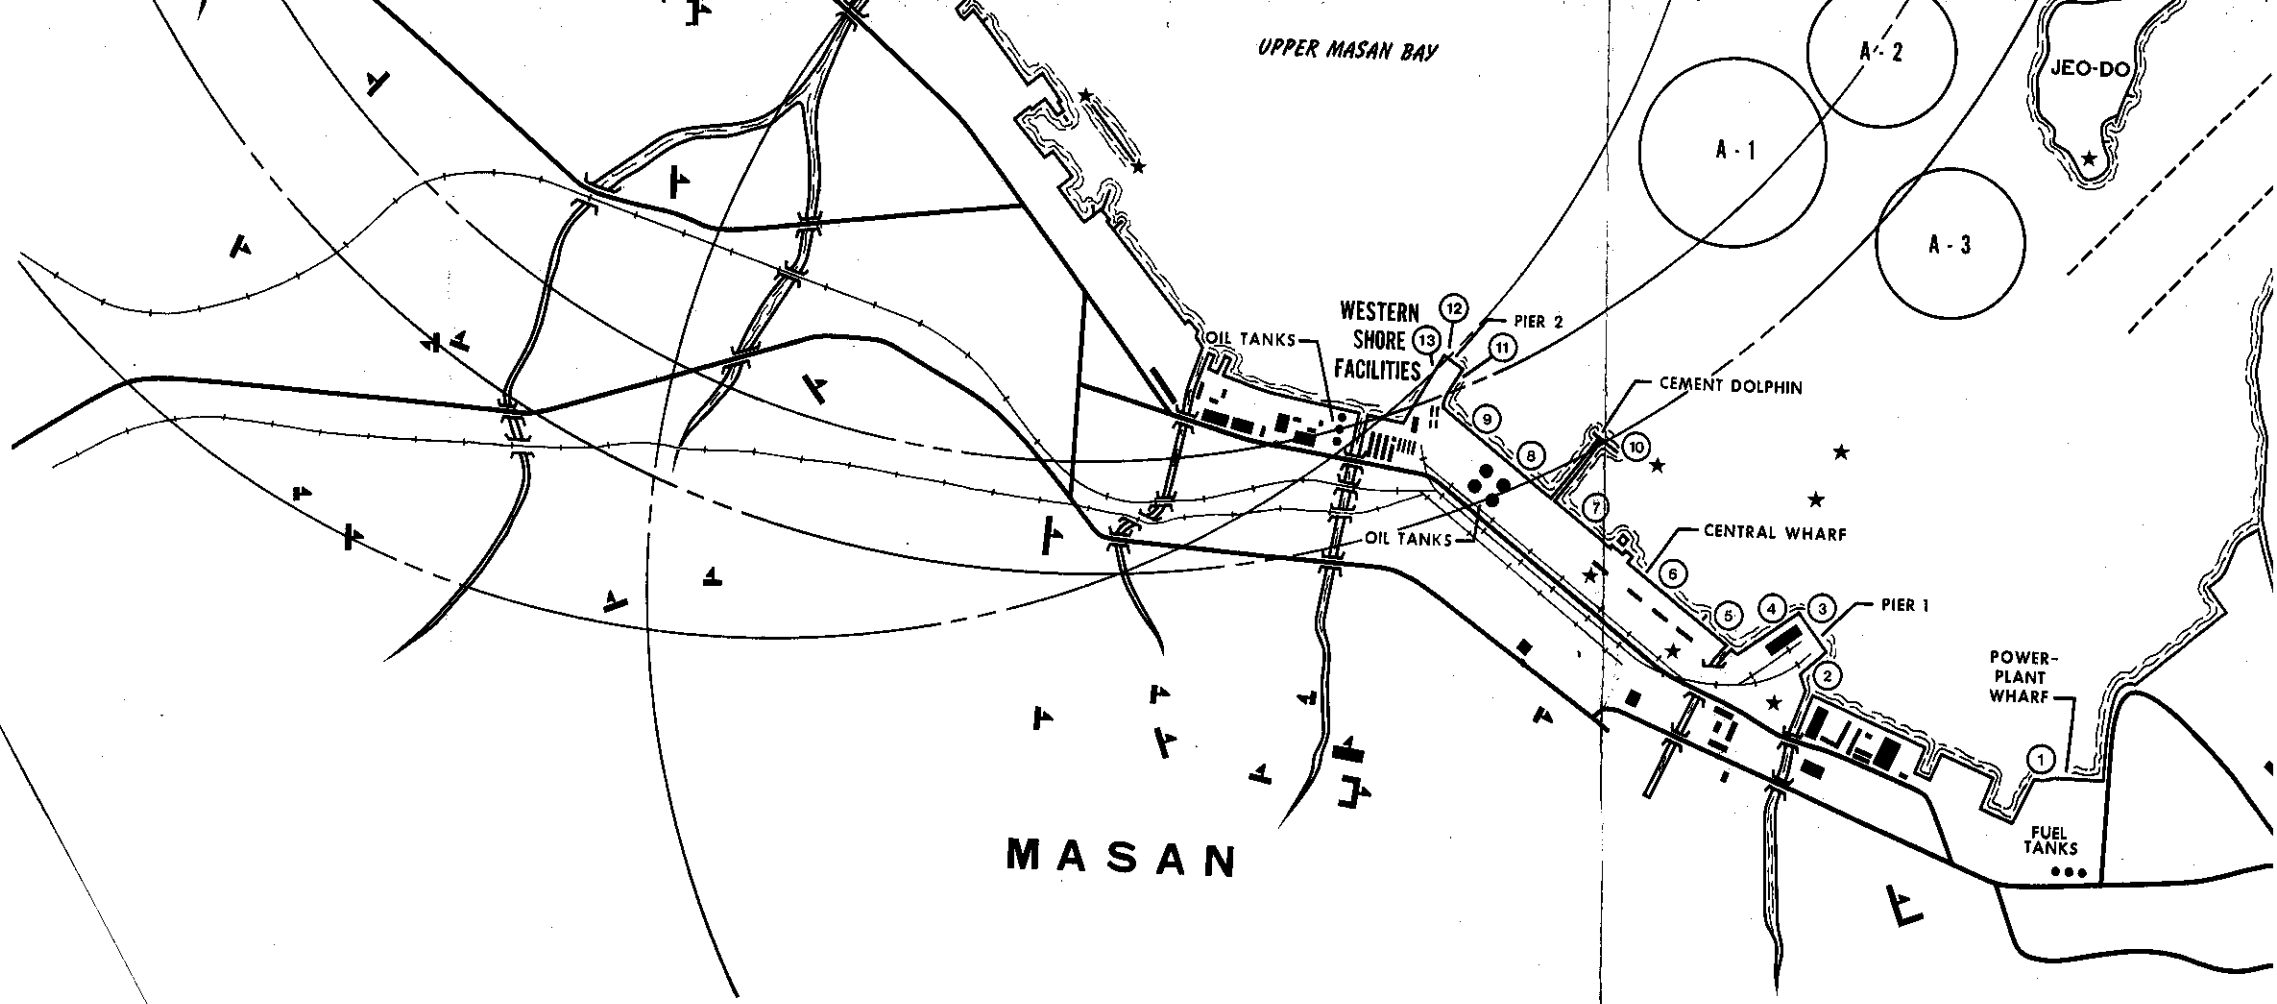 UPPER MASAN BAY
A - 2
JEO-DO
A - 1
A - 3
WESTERN
SHORE
FACILITIES
12
13
PIER 2
11
OIL TANKS
CEMENT DOLPHIN
9
8
10
7
OIL TANKS
CENTRAL WHARF
6
5
4
3
PIER 1
2
POWER-
PLANT
WHARF
1
MASAN
FUEL
TANKS